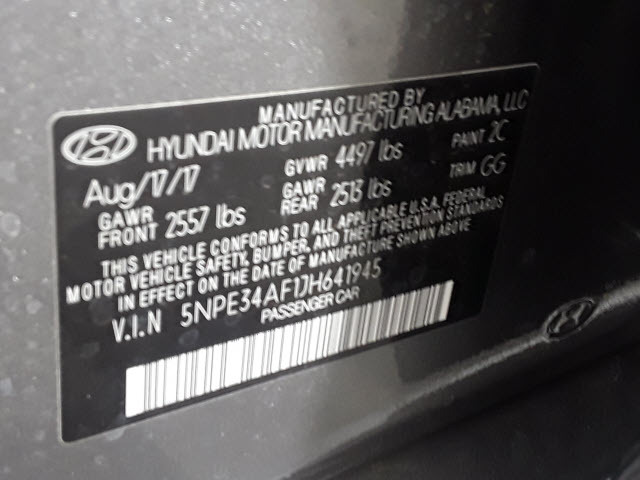 MANUFACTURED BY
HYUNDAI MOTOR MANUFACTURING ALABAMA, LLC
Aug/17/17 GVWR 4497 lbs PAINT 2C
GAWR FRONT 2557 lbs GAWR REAR 2513 lbs TRIM GG
THIS VEHICLE CONFORMS TO ALL APPLICABLE U.S.A. FEDERAL
MOTOR VEHICLE SAFETY, BUMPER, AND THEFT PREVENTION STANDARDS
IN EFFECT ON THE DATE OF MANUFACTURE SHOWN ABOVE
V.I.N 5NPE34AF1JH641945
PASSENGER CAR